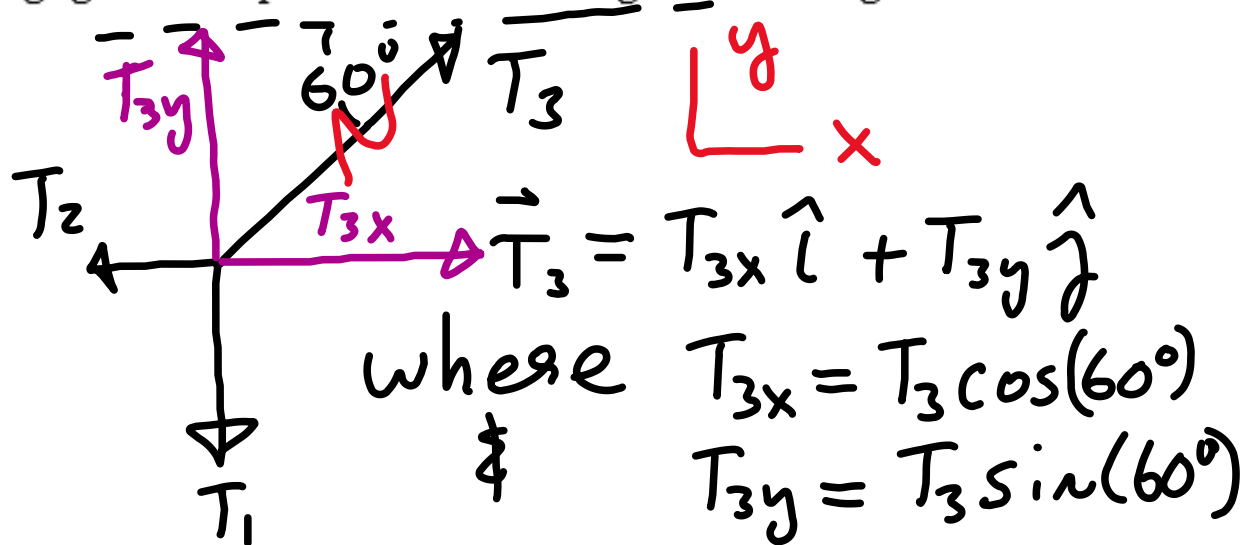 60°
T₃
y
x
T₃y
T₂
T₃x
T⃗₃ = T₃x î + T₃y ĵ
where T₃x = T₃cos(60°)
& T₃y = T₃sin(60°)
T₁